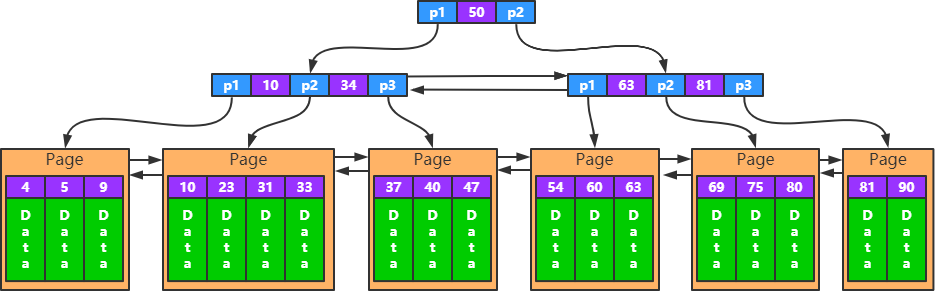 p1 50 p2
p1 10 p2 34 p3
p1 63 p2 81 p3
Page
4 5 9
Data Data Data
Page
10 23 31 33
Data Data Data Data
Page
37 40 47
Data Data Data
Page
54 60 63
Data Data Data
Page
69 75 80
Data Data Data
Page
81 90
Data Data